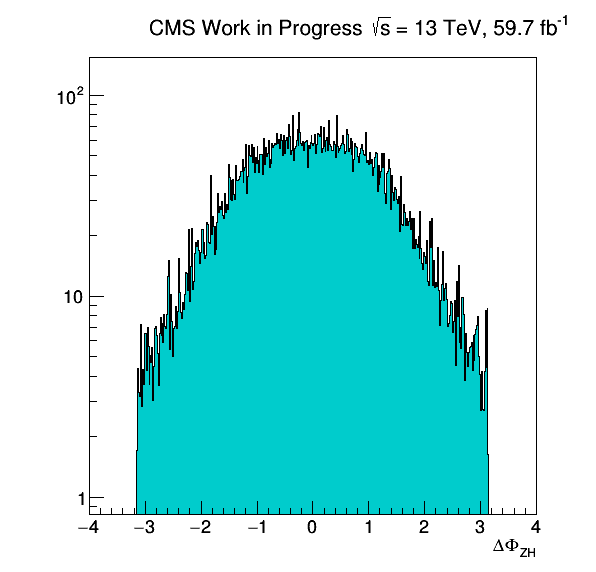 CMS Work in Progress √s = 13 TeV, 59.7 fb⁻¹
10²
10
1
−4 −3 −2 −1 0 1 2 3 4
ΔΦ_ZH